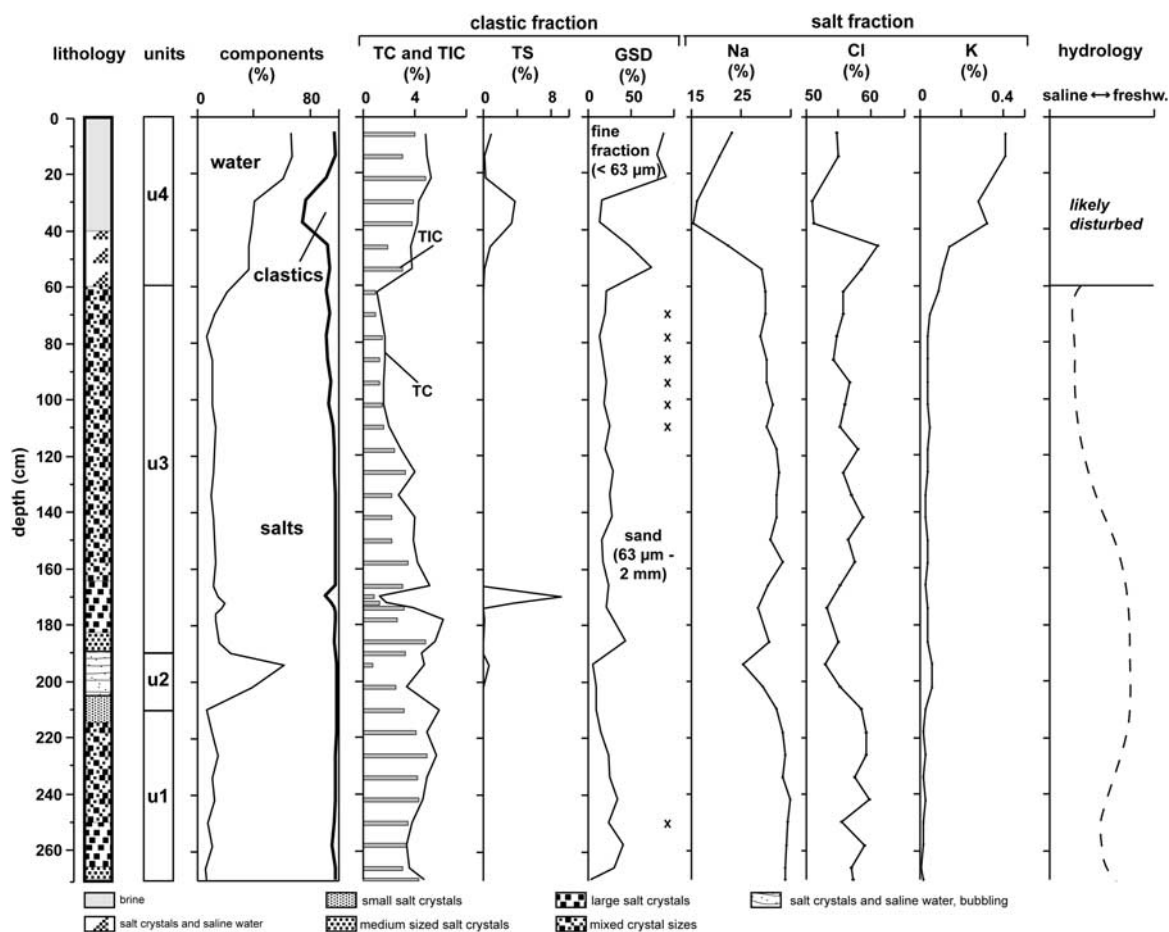 clastic fraction
salt fraction
lithology units components TC and TIC TS GSD Na Cl K hydrology
(%) (%) (%) (%) (%) (%) (%)
0 80 0 4 0 8 0 50 15 25 50 60 0 0.4 saline ↔ freshw.
0
20
40
60
80
100
120
140
160
180
200
220
240
260
depth (cm)
u4
u3
u2
u1
water
clastics
salts
TIC
TC
fine
fraction
(< 63 µm)
sand
(63 µm -
2 mm)
x
x
x
x
x
x
x
likely
disturbed
brine
small salt crystals
large salt crystals
salt crystals and saline water, bubbling
salt crystals and saline water
medium sized salt crystals
mixed crystal sizes